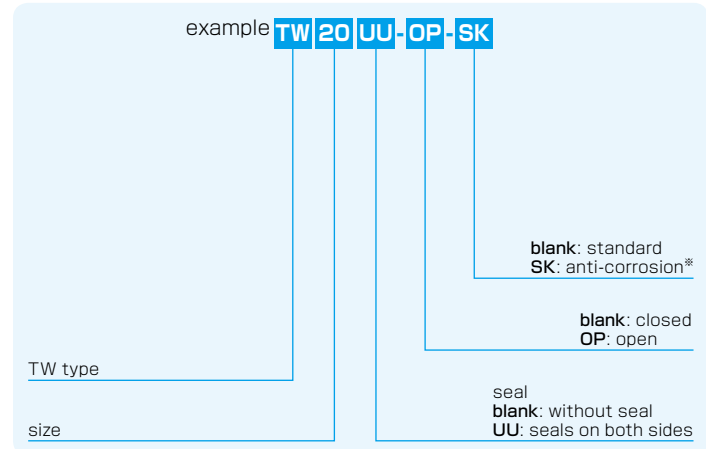 example TW 20 UU - OP - SK
blank: standard
SK: anti-corrosion※
blank: closed
OP: open
TW type
seal
blank: without seal
size
UU: seals on both sides